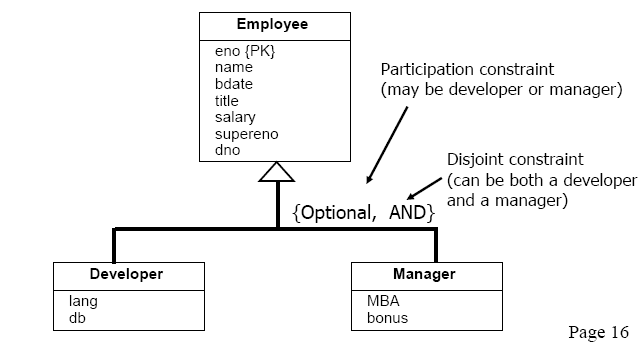 Employee
eno {PK}
name
bdate
title
salary
supereno
dno
Participation constraint
(may be developer or manager)
Disjoint constraint
(can be both a developer
and a manager)
{Optional, AND}
Developer
lang
db
Manager
MBA
bonus
Page 16